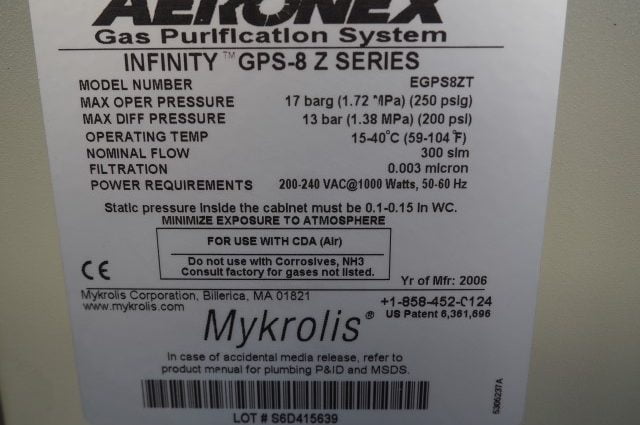 AERONEX
Gas Purification System
INFINITY™ GPS-8 Z SERIES
MODEL NUMBER EGPS8ZT
MAX OPER PRESSURE 17 barg (1.72 MPa) (250 psig)
MAX DIFF PRESSURE 13 bar (1.38 MPa) (200 psi)
OPERATING TEMP 15-40°C (59-104°F)
NOMINAL FLOW 300 slm
FILTRATION 0.003 micron
POWER REQUIREMENTS 200-240 VAC@1000 Watts, 50-60 Hz
Static pressure inside the cabinet must be 0.1-0.15 in WC.
MINIMIZE EXPOSURE TO ATMOSPHERE
FOR USE WITH CDA (Air)
Do not use with Corrosives, NH3
Consult factory for gases not listed.
CE
Yr of Mfr: 2006
Mykrolis Corporation, Billerica, MA 01821 +1-858-452-0124
www.mykrolis.com US Patent 6,361,696
Mykrolis®
In case of accidental media release, refer to
product manual for plumbing P&ID and MSDS.
LOT # S6D415639
5306237A